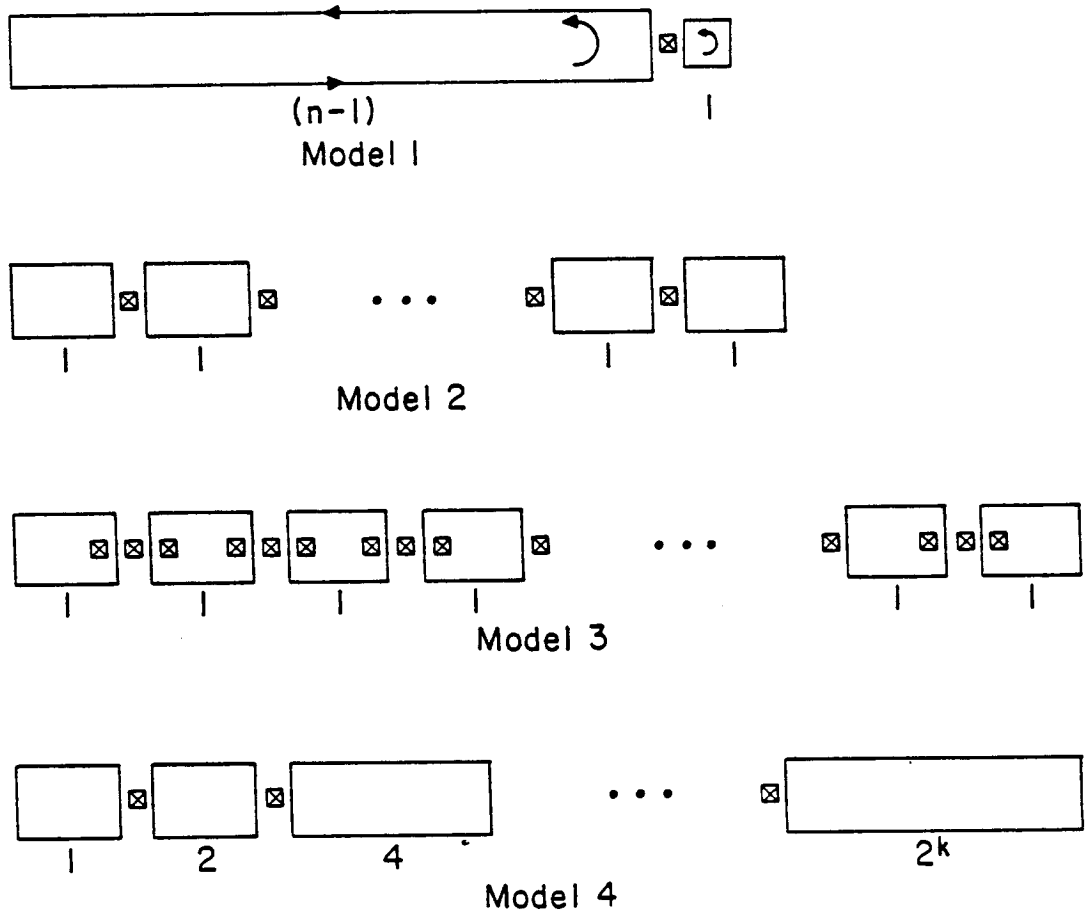 (n-1) 1
Model 1
1 1 • • • 1 1
Model 2
1 1 1 1 • • • 1 1
Model 3
1 2 4 • • • 2ᵏ
Model 4